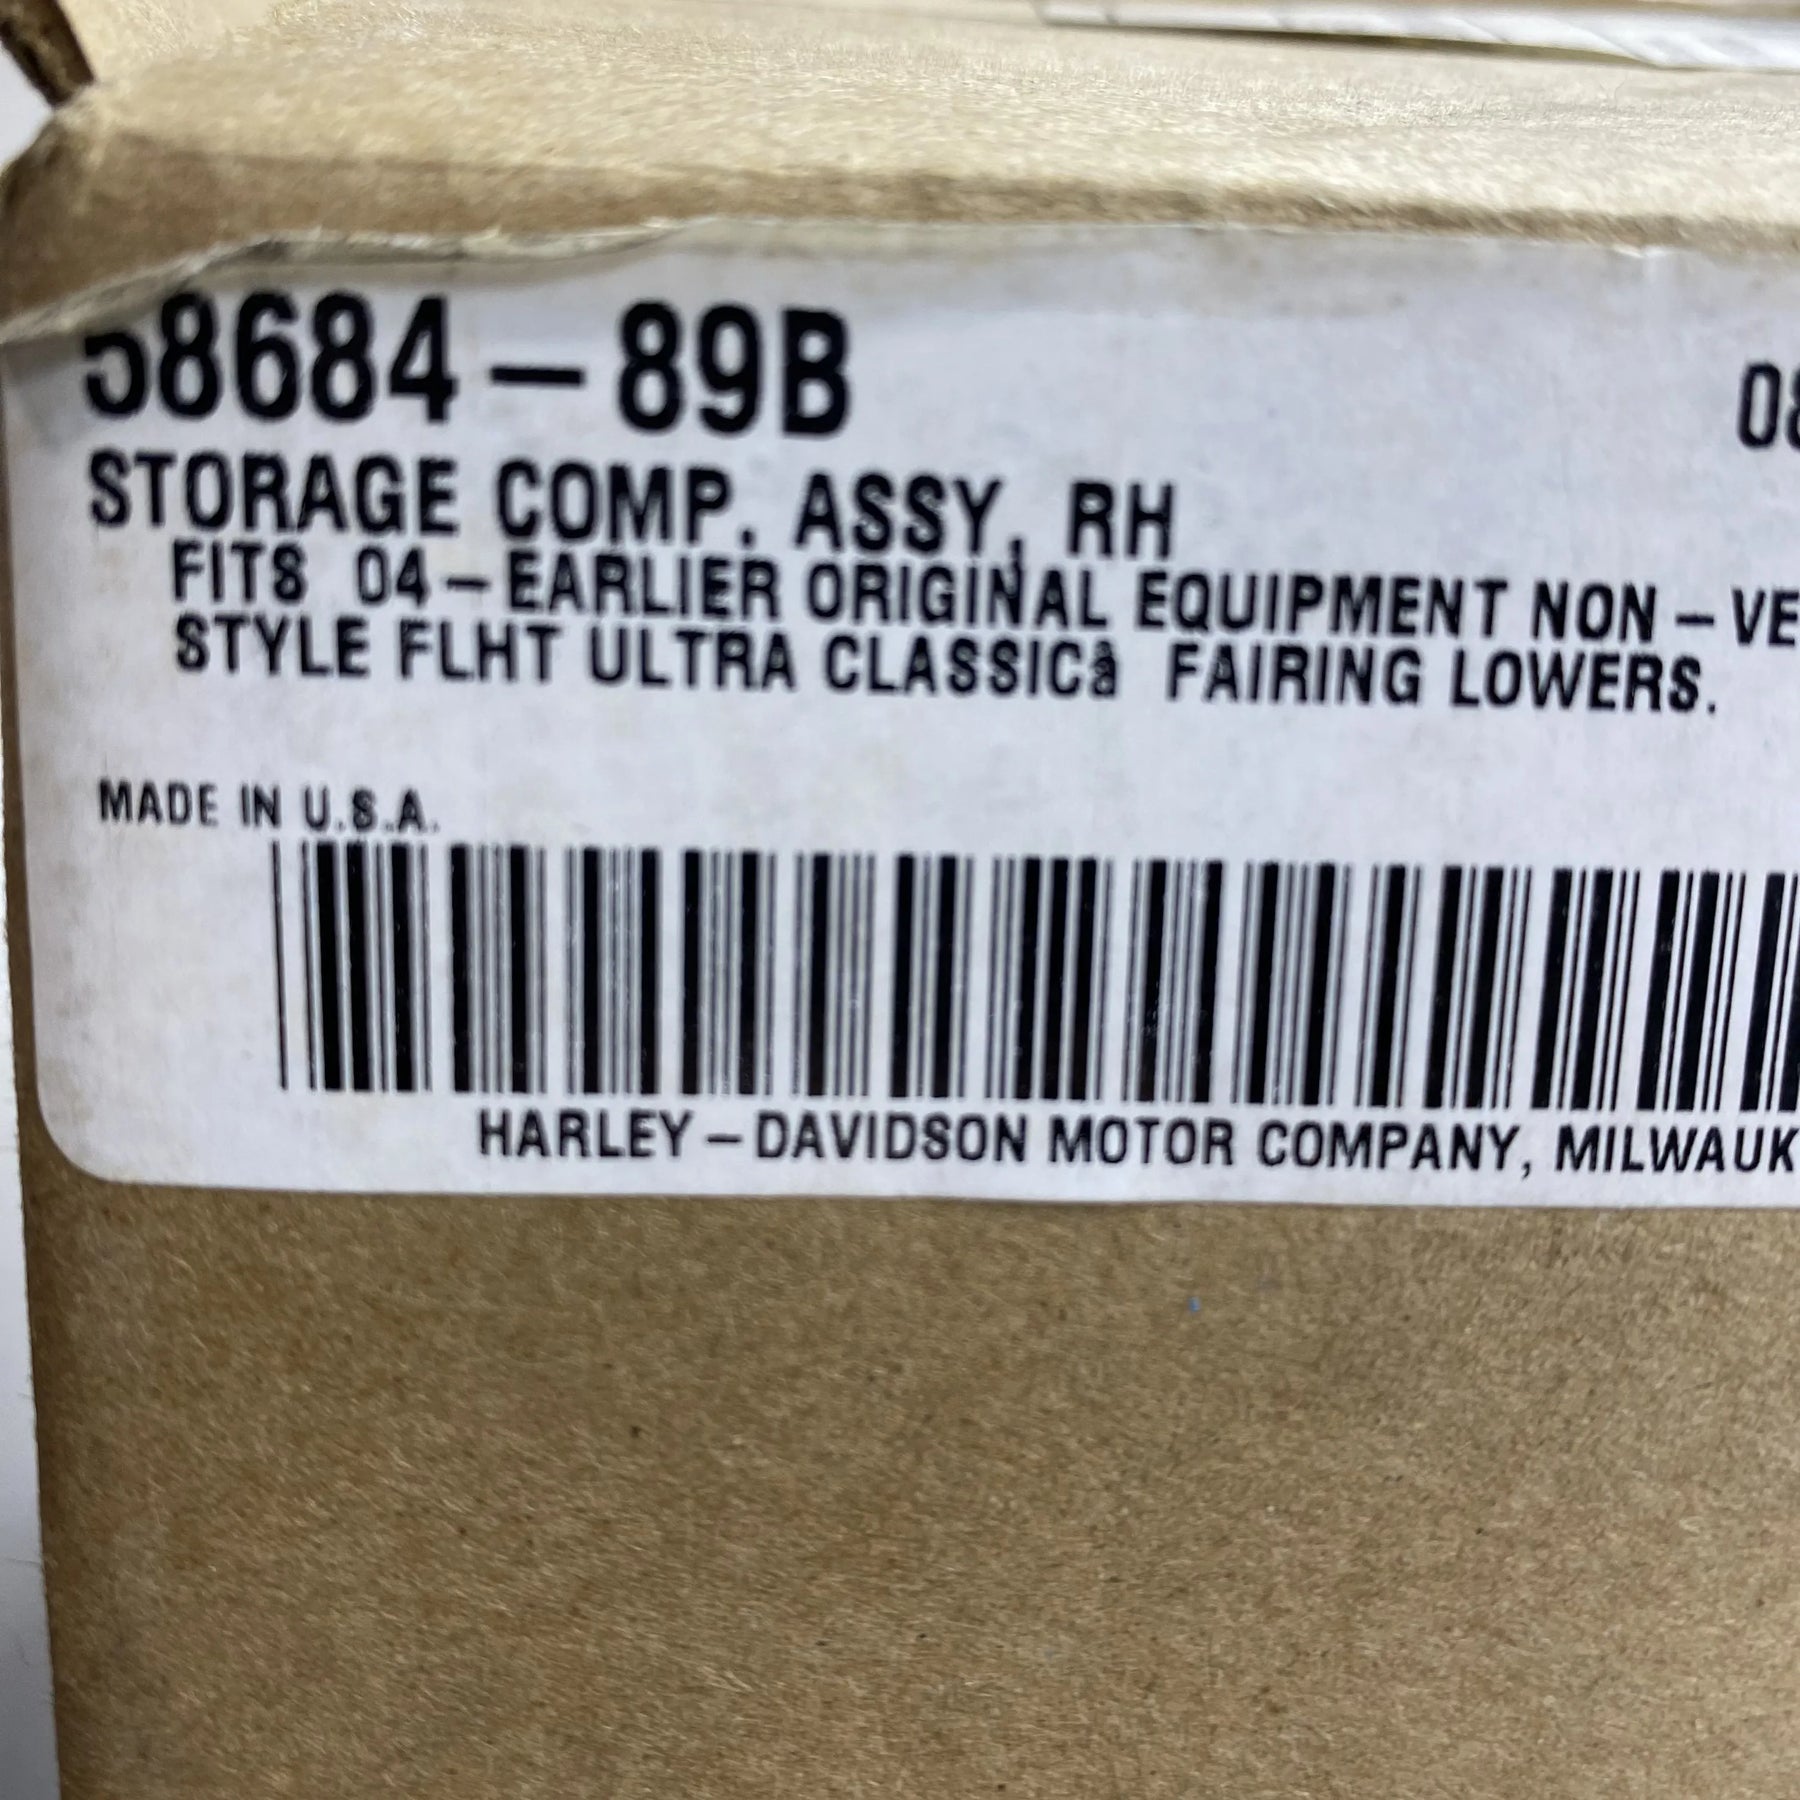 58684-89B 08
STORAGE COMP. ASSY, RH
FITS 04-EARLIER ORIGINAL EQUIPMENT NON-VE
STYLE FLHT ULTRA CLASSICâ FAIRING LOWERS.
MADE IN U.S.A.
HARLEY-DAVIDSON MOTOR COMPANY, MILWAUK